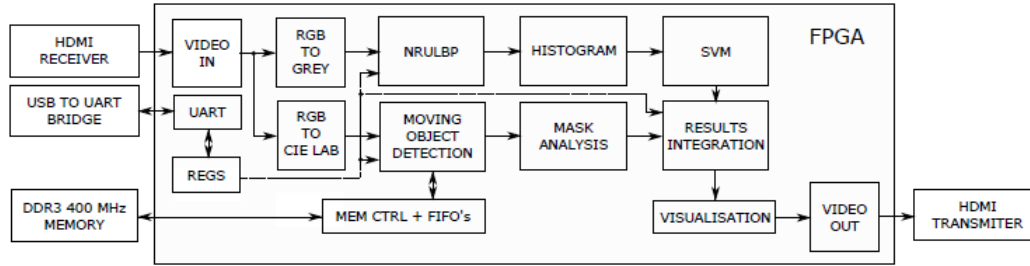 HDMI
RECEIVER
VIDEO
IN
RGB
TO
GREY
NRULBP
HISTOGRAM
SVM
FPGA
USB TO UART
BRIDGE
UART
REGS
RGB
TO
CIE LAB
MOVING
OBJECT
DETECTION
MASK
ANALYSIS
RESULTS
INTEGRATION
DDR3 400 MHz
MEMORY
MEM CTRL + FIFO's
VISUALISATION
VIDEO
OUT
HDMI
TRANSMITER